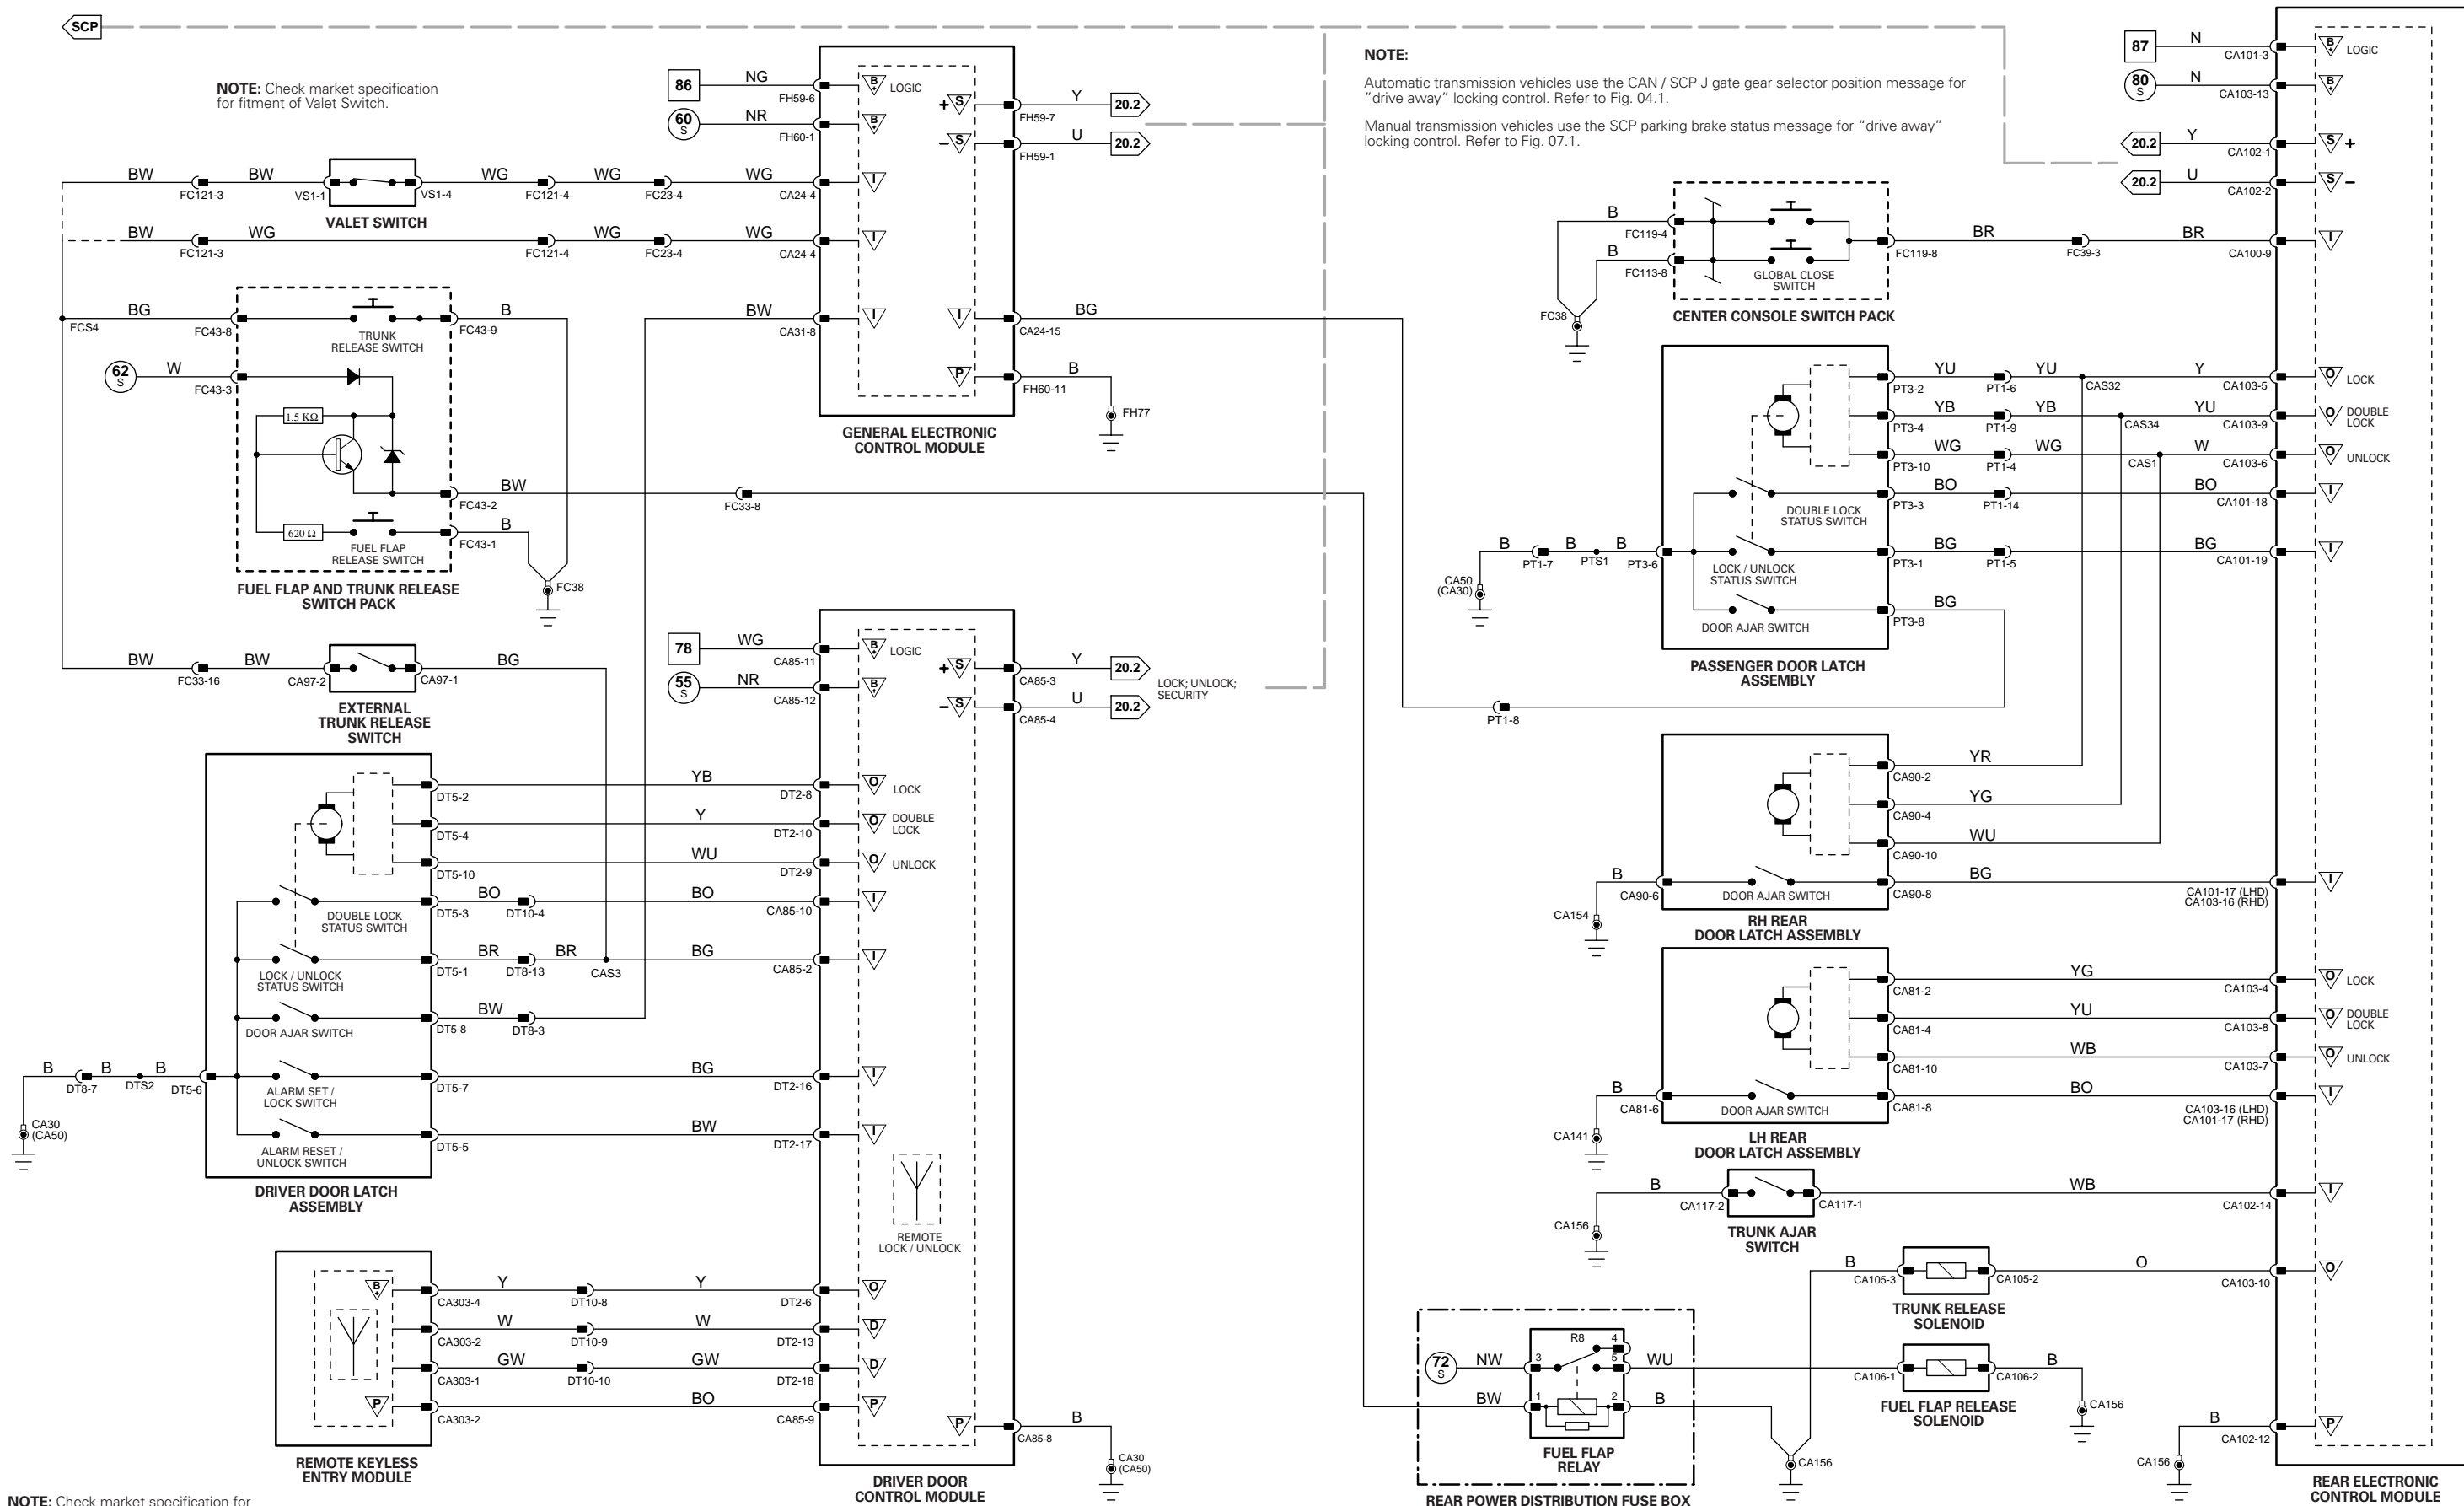 SCP
NOTE: Check market specification
for fitment of Valet Switch.
BW
FC121-3
BW
VS1-1
VS1-4
VALET SWITCH
WG
FC121-4
WG
FC23-4
WG
CA24-4
BW
FC121-3
WG
FC121-4
WG
FC23-4
WG
CA24-4
FCS4
BG
FC43-8
TRUNK
RELEASE SWITCH
FC43-9
B
62
S
W
FC43-3
1.5 KΩ
620 Ω
FC43-2
BW
FC33-8
FC43-1
B
FUEL FLAP
RELEASE SWITCH
FC38
FUEL FLAP AND TRUNK RELEASE
SWITCH PACK
BW
FC33-16
BW
CA97-2
CA97-1
BG
EXTERNAL
TRUNK RELEASE
SWITCH
86
NG
FH59-6
B+
LOGIC
60
S
NR
FH60-1
B+
+
S
FH59-7
Y
20.2
–
S
FH59-1
U
20.2
I
I
BW
CA31-8
I
I
CA24-15
BG
P
FH60-11
B
FH77
GENERAL ELECTRONIC
CONTROL MODULE
78
WG
CA85-11
B+
LOGIC
55
S
NR
CA85-12
B+
+
S
CA85-3
Y
20.2
LOCK; UNLOCK;
SECURITY
–
S
CA85-4
U
20.2
DT5-2
YB
DT2-8
O
LOCK
DT5-4
Y
DT2-10
O
DOUBLE
LOCK
DT5-10
WU
DT2-9
O
UNLOCK
DOUBLE LOCK
STATUS SWITCH
DT5-3
BO
DT10-4
BO
CA85-10
I
LOCK / UNLOCK
STATUS SWITCH
DT5-1
BR
DT8-13
BR
CAS3
BG
CA85-2
I
DOOR AJAR SWITCH
DT5-8
BW
DT8-3
B
DT8-7
B
DTS2
B
DT5-6
ALARM SET /
LOCK SWITCH
DT5-7
BG
DT2-16
I
CA30
(CA50)
ALARM RESET /
UNLOCK SWITCH
DT5-5
BW
DT2-17
I
DRIVER DOOR LATCH
ASSEMBLY
REMOTE
LOCK / UNLOCK
B+
CA303-4
Y
DT10-8
Y
DT2-6
O
CA303-2
W
DT10-9
W
DT2-13
D
CA303-1
GW
DT10-10
GW
DT2-18
D
P
CA303-2
BO
CA85-9
P
REMOTE KEYLESS
ENTRY MODULE
P
CA85-8
B
CA30
(CA50)
DRIVER DOOR
CONTROL MODULE
NOTE: Check market specification for
NOTE:
Automatic transmission vehicles use the CAN / SCP J gate gear selector position message for
“drive away” locking control. Refer to Fig. 04.1.
Manual transmission vehicles use the SCP parking brake status message for “drive away”
locking control. Refer to Fig. 07.1.
87
N
CA101-3
B+
LOGIC
80
S
N
CA103-13
B+
20.2
Y
CA102-1
S
+
20.2
U
CA102-2
S
–
B
FC119-4
B
FC113-8
FC38
GLOBAL CLOSE
SWITCH
FC119-8
BR
FC39-3
BR
CA100-9
I
CENTER CONSOLE SWITCH PACK
PT3-2
YU
PT1-6
YU
CAS32
Y
CA103-5
O
LOCK
PT3-4
YB
PT1-9
YB
CAS34
YU
CA103-9
O
DOUBLE
LOCK
PT3-10
WG
PT1-4
WG
CAS1
W
CA103-6
O
UNLOCK
DOUBLE LOCK
STATUS SWITCH
PT3-3
BO
PT1-14
BO
CA101-18
I
B
PT1-7
B
PTS1
B
PT3-6
CA50
(CA30)
LOCK / UNLOCK
STATUS SWITCH
PT3-1
BG
PT1-5
BG
CA101-19
I
DOOR AJAR SWITCH
PT3-8
BG
PASSENGER DOOR LATCH
ASSEMBLY
PT1-8
CA90-2
YR
CA90-4
YG
CA90-10
WU
B
CA90-6
DOOR AJAR SWITCH
CA90-8
BG
CA101-17 (LHD)
CA103-16 (RHD)
I
CA154
RH REAR
DOOR LATCH ASSEMBLY
CA81-2
YG
CA103-4
O
LOCK
CA81-4
YU
CA103-8
O
DOUBLE
LOCK
CA81-10
WB
CA103-7
O
UNLOCK
B
CA81-6
DOOR AJAR SWITCH
CA81-8
BO
CA103-16 (LHD)
CA101-17 (RHD)
I
CA141
LH REAR
DOOR LATCH ASSEMBLY
B
CA117-2
CA117-1
WB
CA102-14
I
CA156
TRUNK AJAR
SWITCH
B
CA105-3
CA105-2
O
CA103-10
O
TRUNK RELEASE
SOLENOID
72
S
NW
3
R8
4
5
WU
CA106-1
CA106-2
B
CA156
FUEL FLAP RELEASE
SOLENOID
BW
1
2
B
CA156
FUEL FLAP
RELAY
REAR POWER DISTRIBUTION FUSE BOX
B
CA102-12
P
CA156
REAR ELECTRONIC
CONTROL MODULE